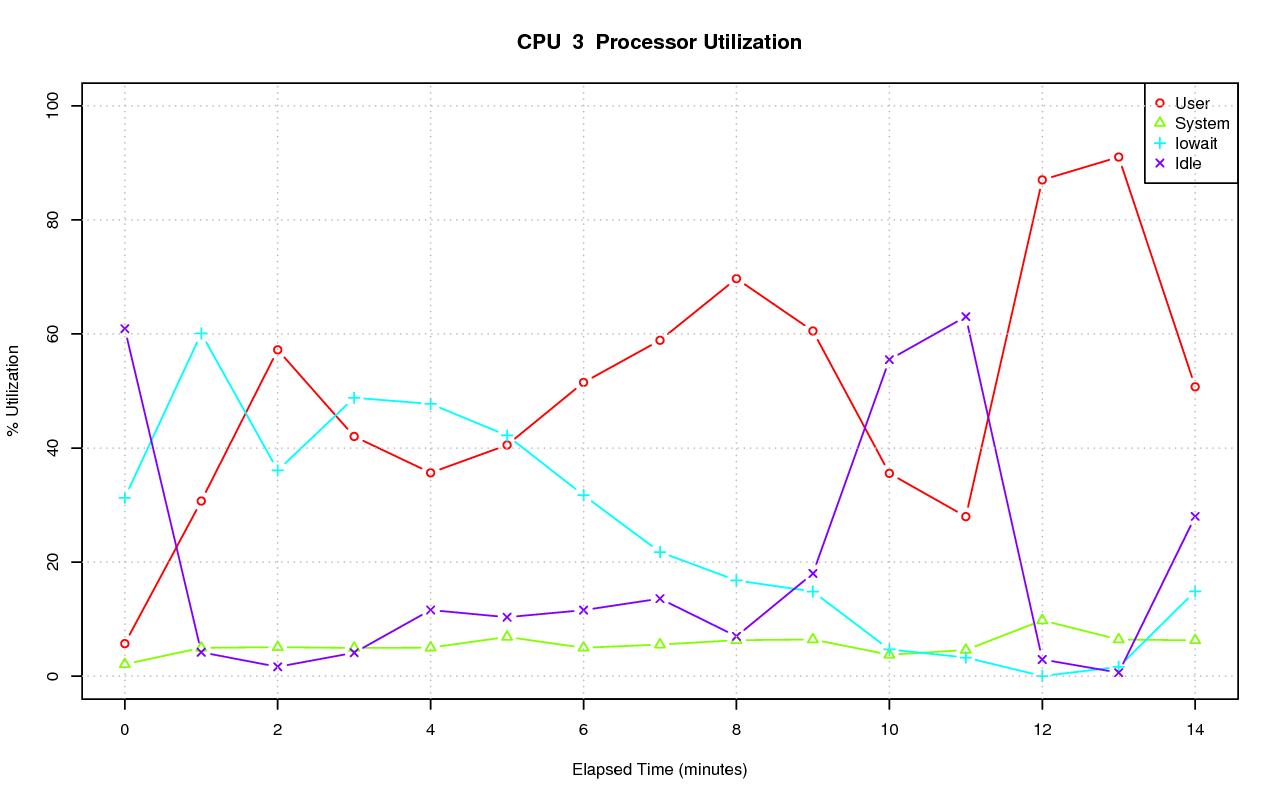 CPU  3  Processor Utilization
User
System
Iowait
Idle
% Utilization
100
80
60
40
20
0
0 2 4 6 8 10 12 14
Elapsed Time (minutes)